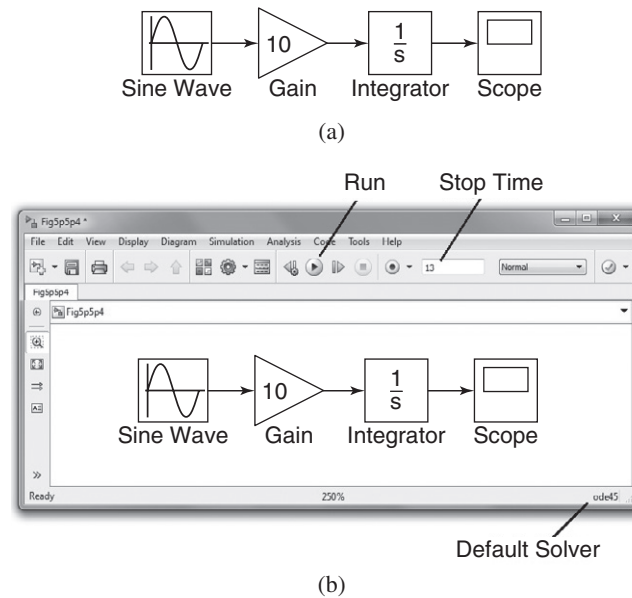 10
1
s
Sine Wave Gain Integrator Scope
(a)
Run Stop Time
Fig5p5p4 *
File Edit View Display Diagram Simulation Analysis Code Tools Help
13 Normal
Fig5p5p4
Fig5p5p4
10
1
s
Sine Wave Gain Integrator Scope
Ready 250% ode45
Default Solver
(b)